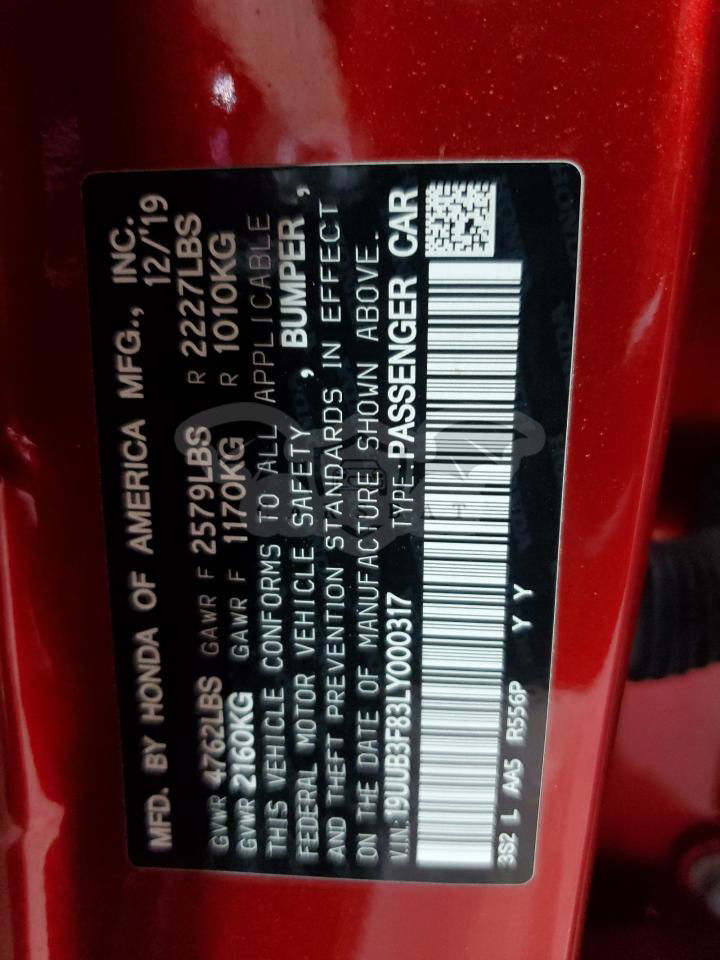 MFD. BY HONDA OF AMERICA MFG., INC.
12/'19
GVWR 4762LBS GAWR F 2579LBS R 2227LBS
GVWR 2160KG GAWR F 1170KG R 1010KG
THIS VEHICLE CONFORMS TO ALL APPLICABLE
FEDERAL MOTOR VEHICLE SAFETY , BUMPER ,
AND THEFT PREVENTION STANDARDS IN EFFECT
ON THE DATE OF MANUFACTURE SHOWN ABOVE.
V.I.N.: 19UUB3F83LY000317 TYPE: PASSENGER CAR
3S2 L AA5 R556P Y Y